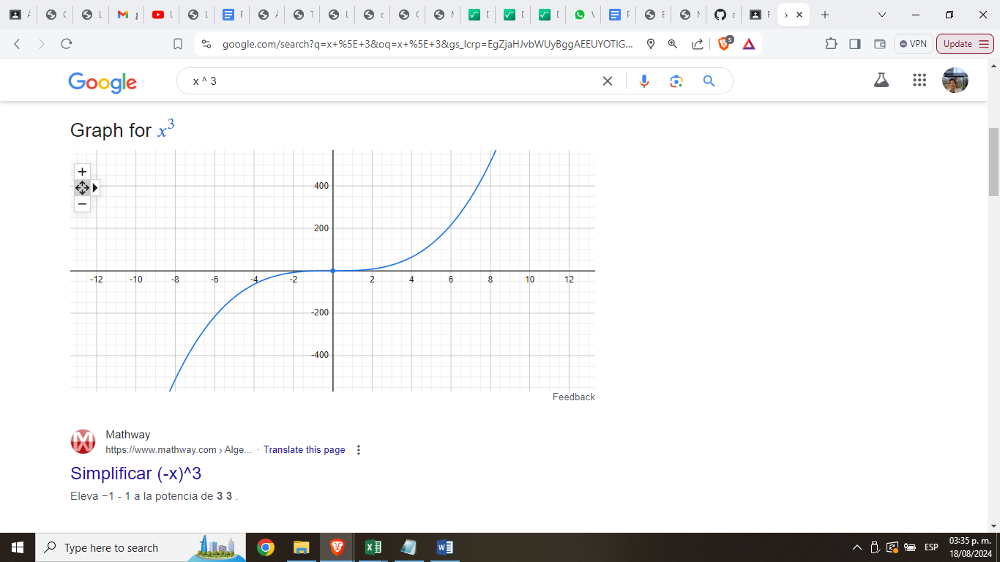 google.com/search?q=x+%5E+3&oq=x+%5E+3&gs_lcrp=EgZjaHJvbWUyBggAEEUYOTIG...
5
VPN
Update
Google
x ^ 3
Graph for x³
400
200
-12 -10 -8 -6 -4 -2 2 4 6 8 10 12
-200
-400
Feedback
Mathway
https://www.mathway.com › Alge... · Translate this page
Simplificar (-x)^3
Eleva −1 - 1 a la potencia de 3 3 .
Type here to search
ESP
03:35 p. m.
18/08/2024